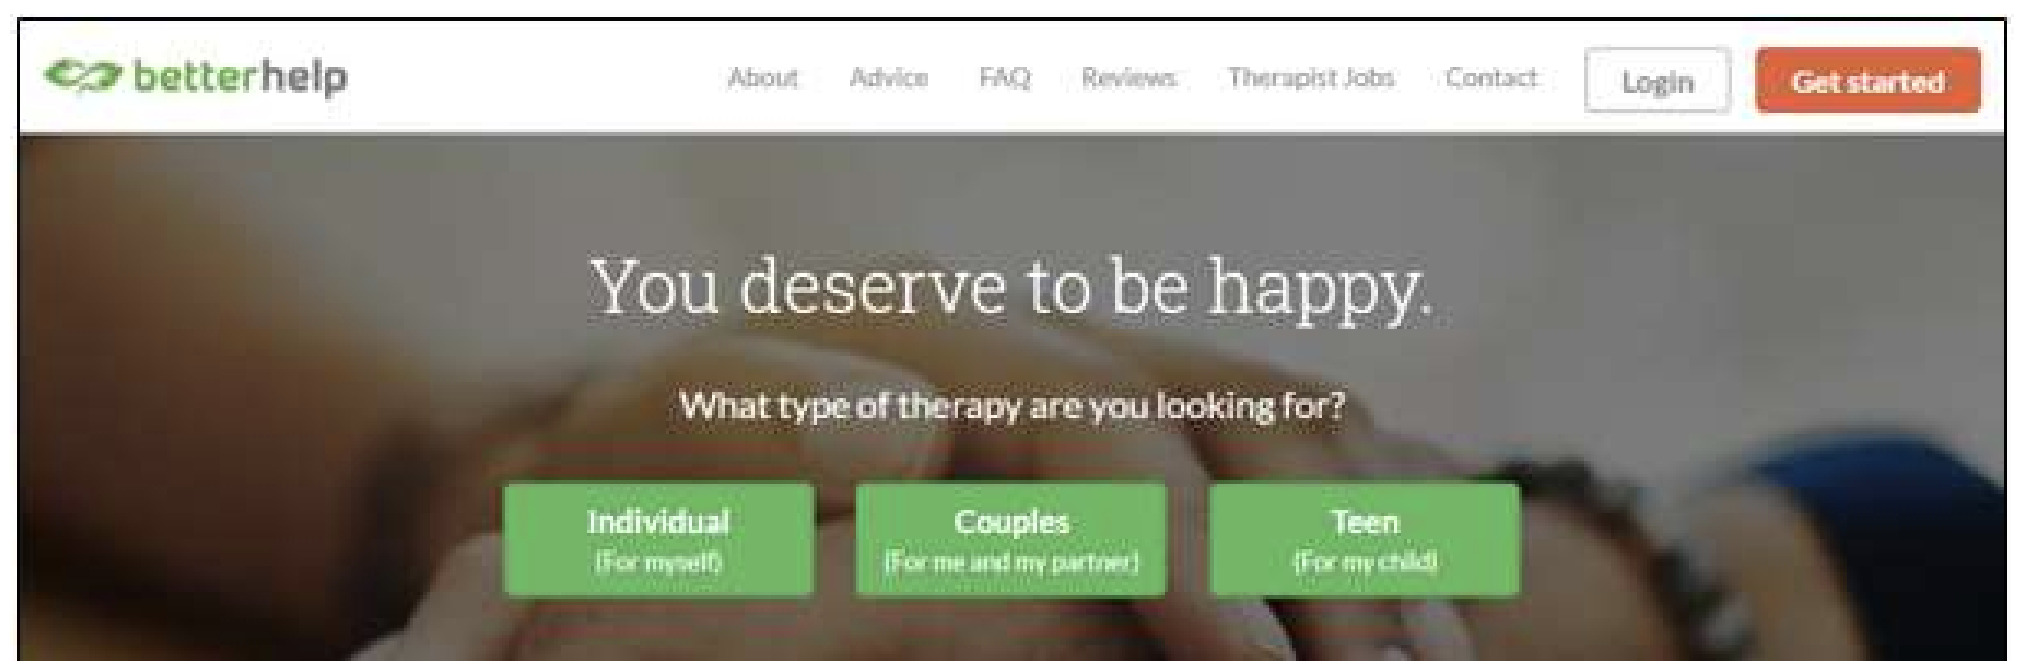 betterhelp
About Advice FAQ Reviews Therapist Jobs Contact Login Get started
You deserve to be happy.
What type of therapy are you looking for?
Individual
(For myself)
Couples
(For me and my partner)
Teen
(For my child)